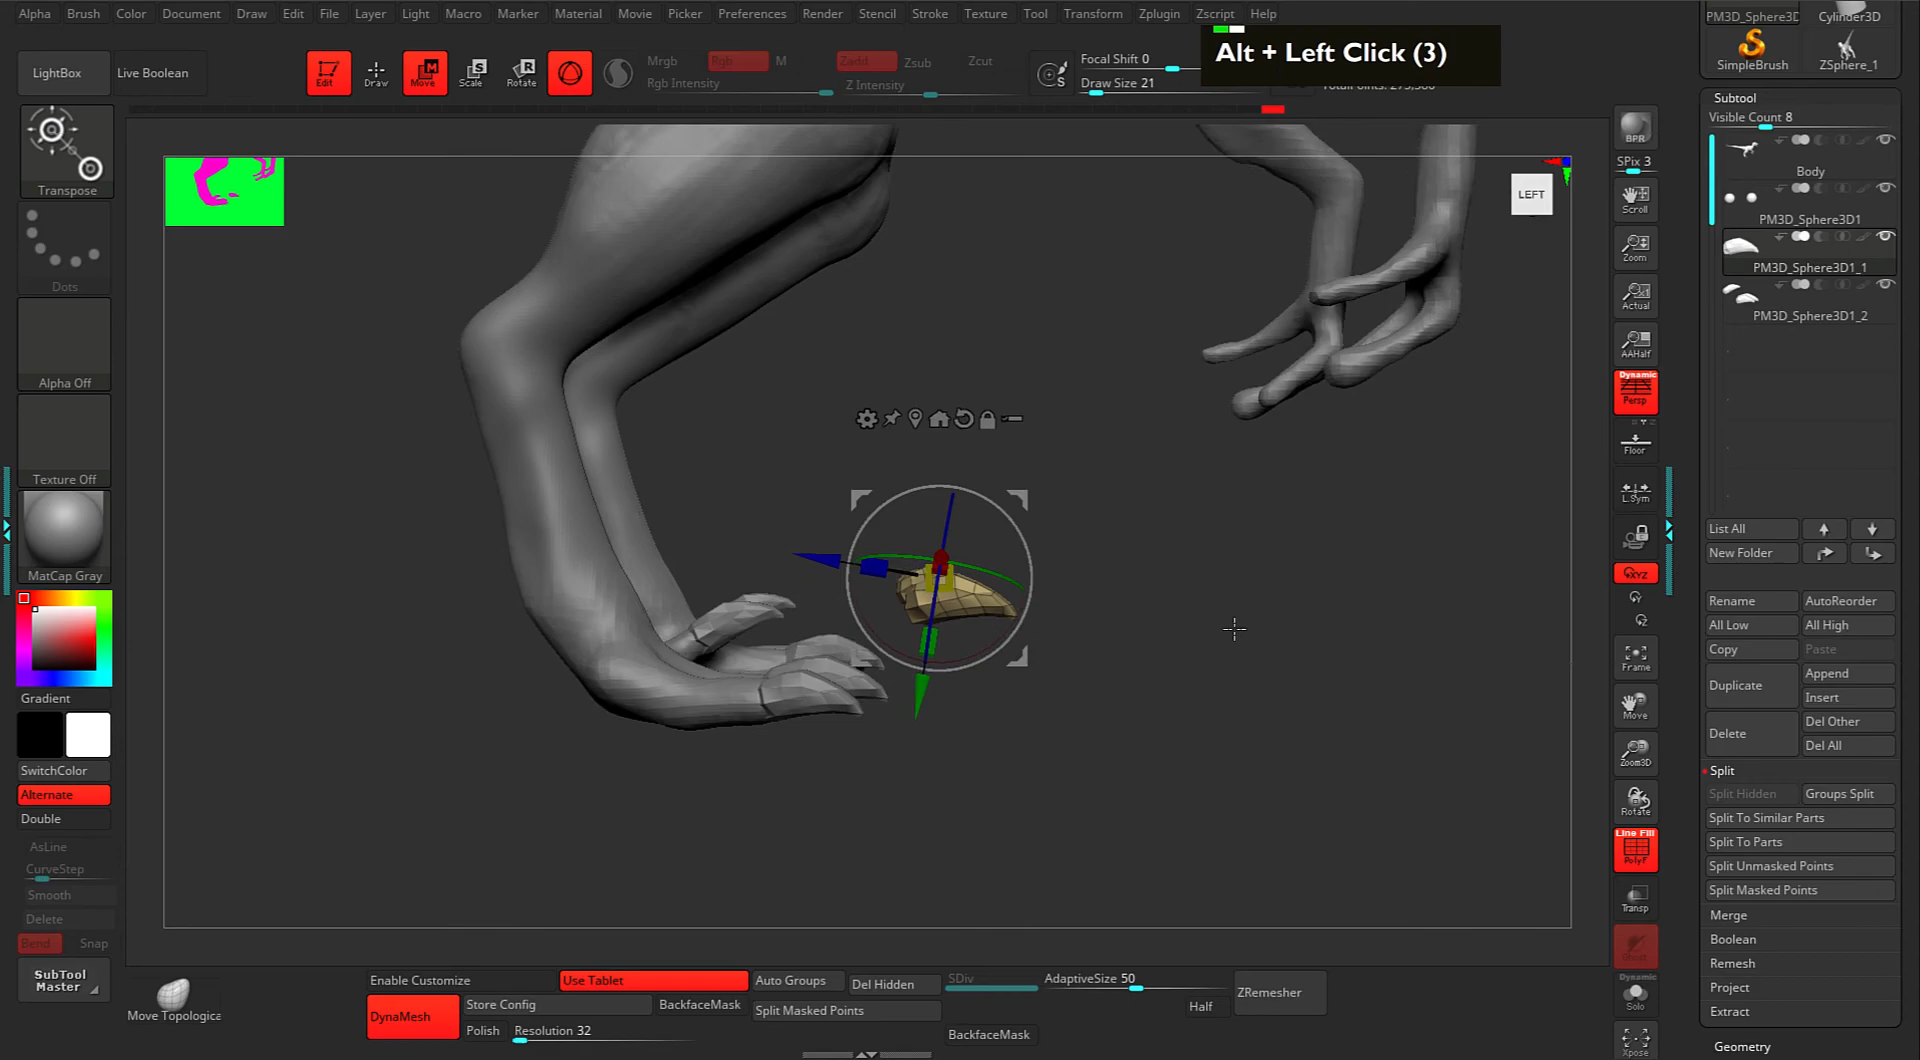 Alpha Brush Color Document Draw Edit File Layer Light Macro Marker Material Movie Picker Preferences Render Stencil Stroke Texture Tool Transform Zplugin Zscript Help
Alt + Left Click (3)
PM3D_Sphere3D Cylinder3D
SimpleBrush ZSphere_1
LightBox Live Boolean
Edit Draw Move Scale Rotate
Mrgb Rgb M Zadd Zsub Zcut
Rgb Intensity Z Intensity
Focal Shift 0
Draw Size 21
Transpose
Dots
Alpha Off
Texture Off
MatCap Gray
Gradient
SwitchColor
Alternate
Double
AsLine
CurveStep
Smooth
Delete
Bend Snap
SubTool
Master
LEFT
BPR
SPix 3
Scroll
Zoom
Actual
AAHalf
Dynamic
Persp
Floor
L.Sym
XYZ
Frame
Move
Zoom3D
Rotate
Line Fill
PolyF
Transp
Ghost
Dynamic
Solo
Xpose
Subtool
Visible Count 8
Body
PM3D_Sphere3D1
PM3D_Sphere3D1_1
PM3D_Sphere3D1_2
List All
New Folder
Rename AutoReorder
All Low All High
Copy Paste
Duplicate Append
Insert
Delete Del Other
Del All
Split
Split Hidden Groups Split
Split To Similar Parts
Split To Parts
Split Unmasked Points
Split Masked Points
Merge
Boolean
Remesh
Project
Extract
Geometry
Move Topologica
Enable Customize Use Tablet Auto Groups Del Hidden SDiv AdaptiveSize 50 ZRemesher
DynaMesh Store Config BackfaceMask Split Masked Points Half
Polish Resolution 32 BackfaceMask